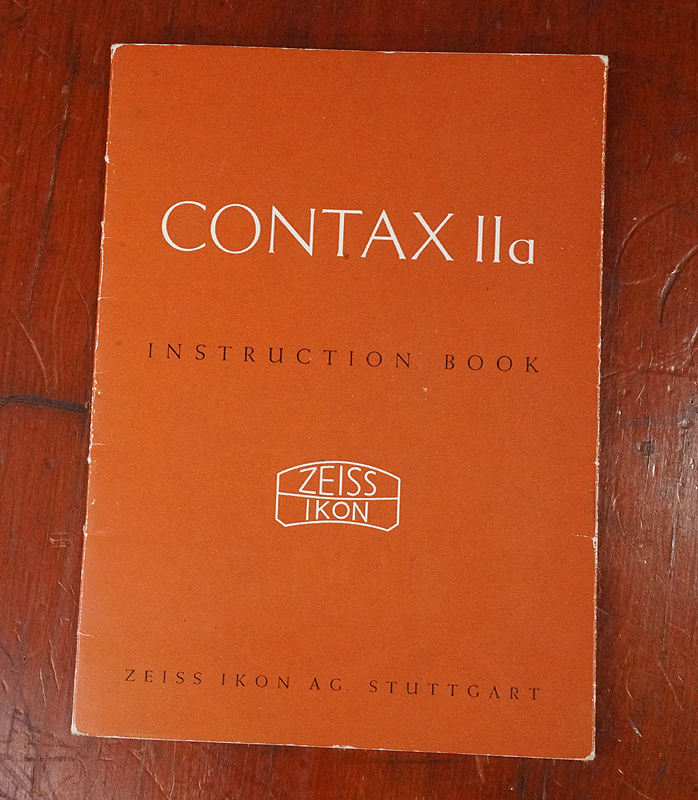 CONTAX IIa
INSTRUCTION BOOK
ZEISS
IKON
ZEISS IKON AG. STUTTGART